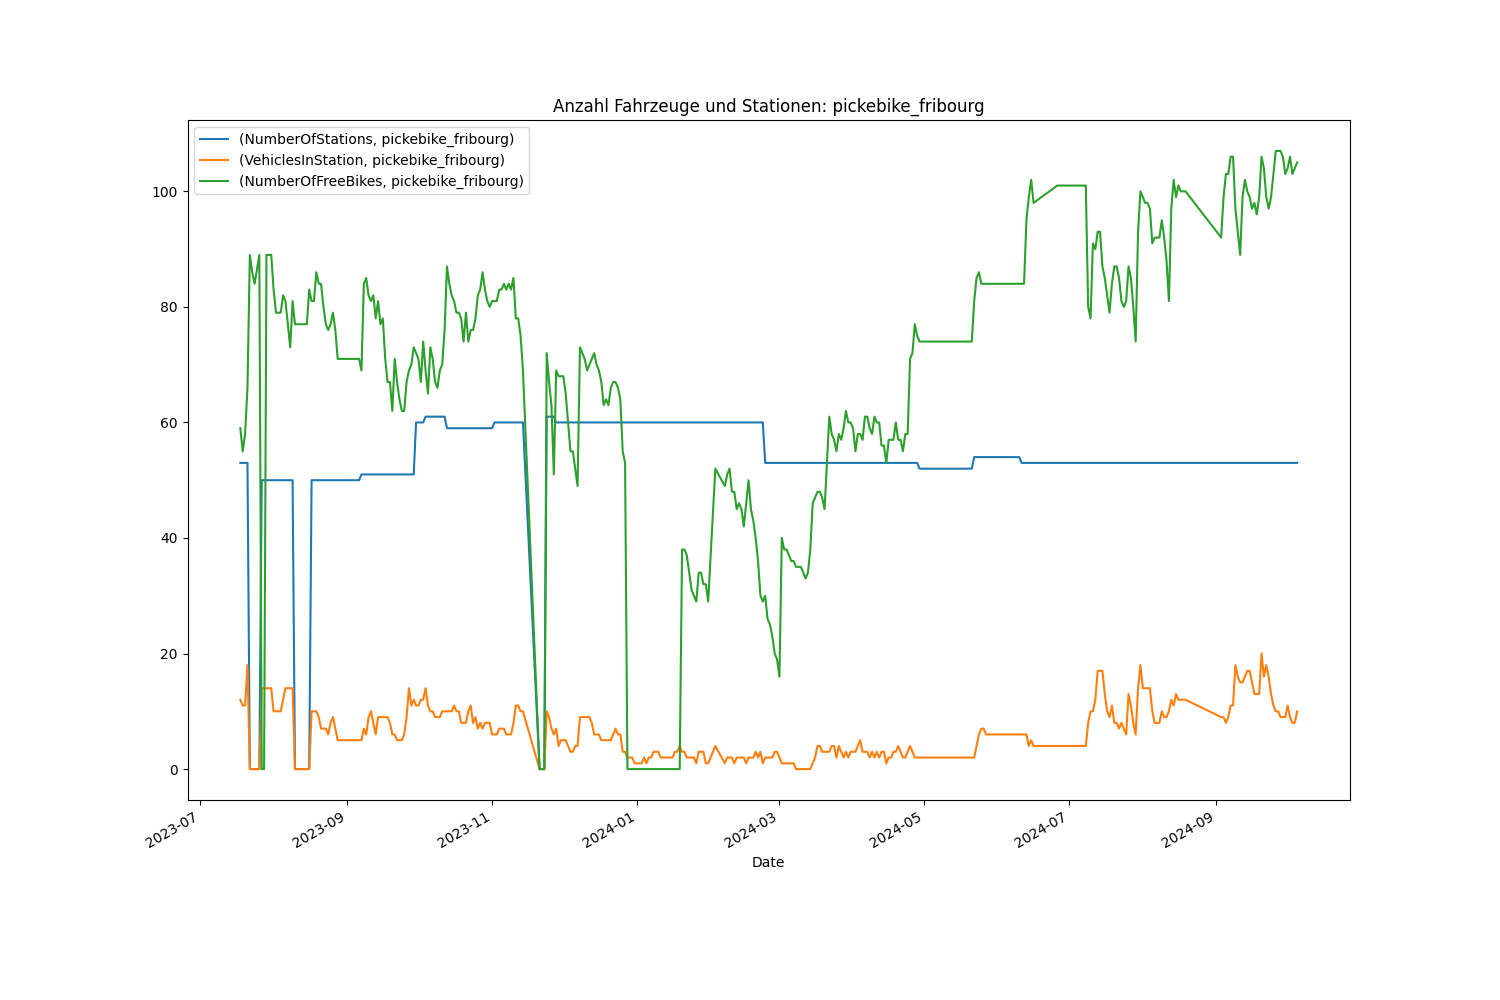 Anzahl Fahrzeuge und Stationen: pickebike_fribourg
(NumberOfStations, pickebike_fribourg)
(VehiclesInStation, pickebike_fribourg)
(NumberOfFreeBikes, pickebike_fribourg)
100
80
60
40
20
0
2023-07
2023-09
2023-11
2024-01
2024-03
2024-05
2024-07
2024-09
Date